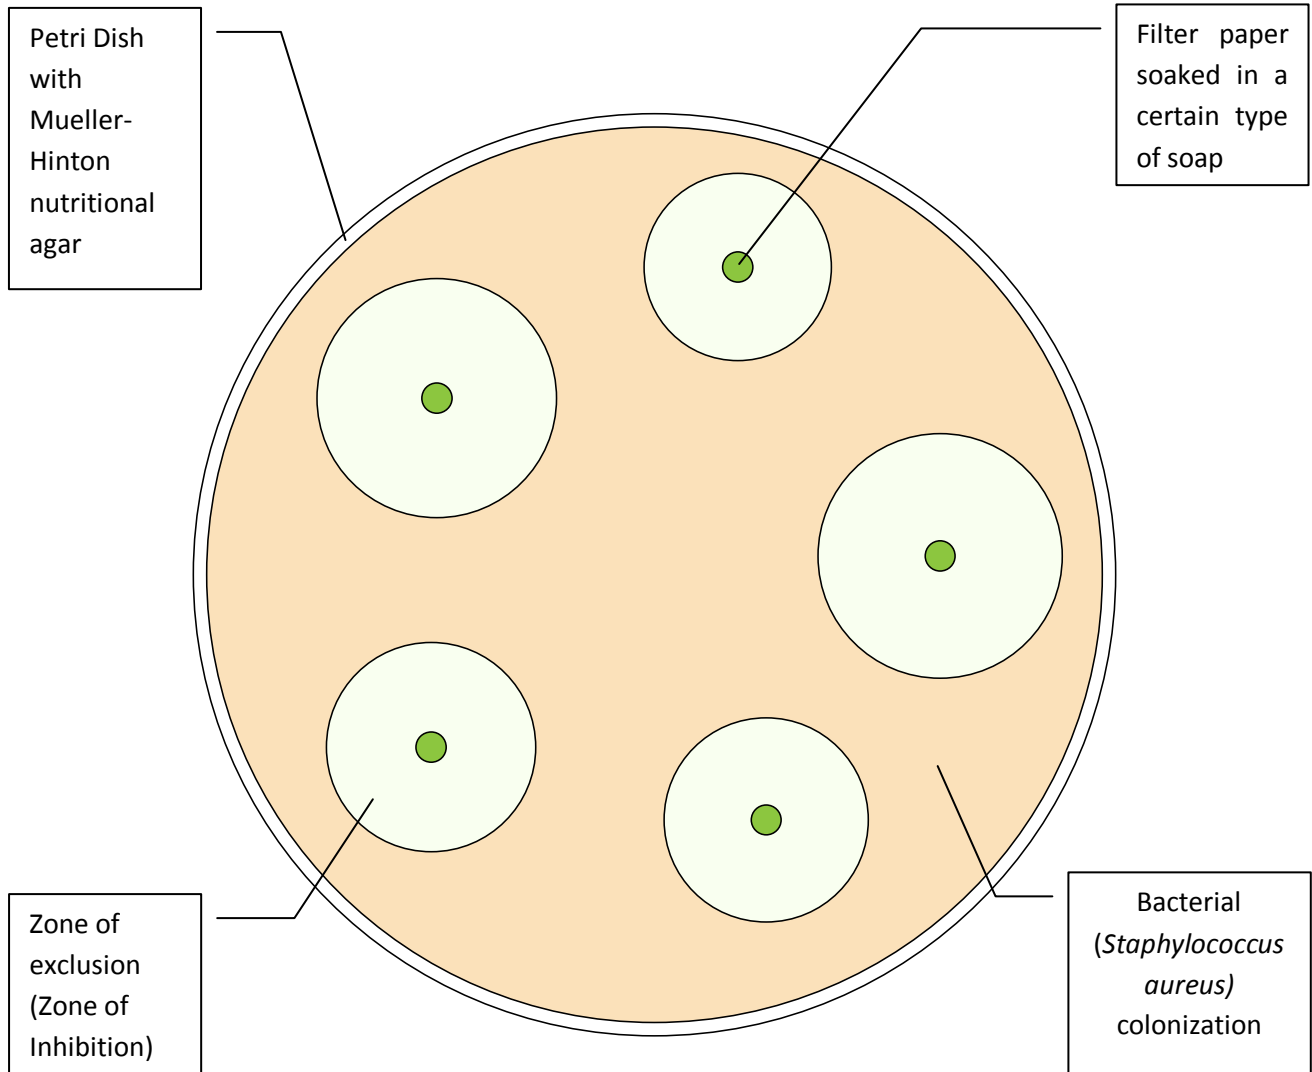 Petri Dish
with
Mueller-
Hinton
nutritional
agar
Filter paper
soaked in a
certain type
of soap
Zone of
exclusion
(Zone of
Inhibition)
Bacterial
(Staphylococcus
aureus)
colonization